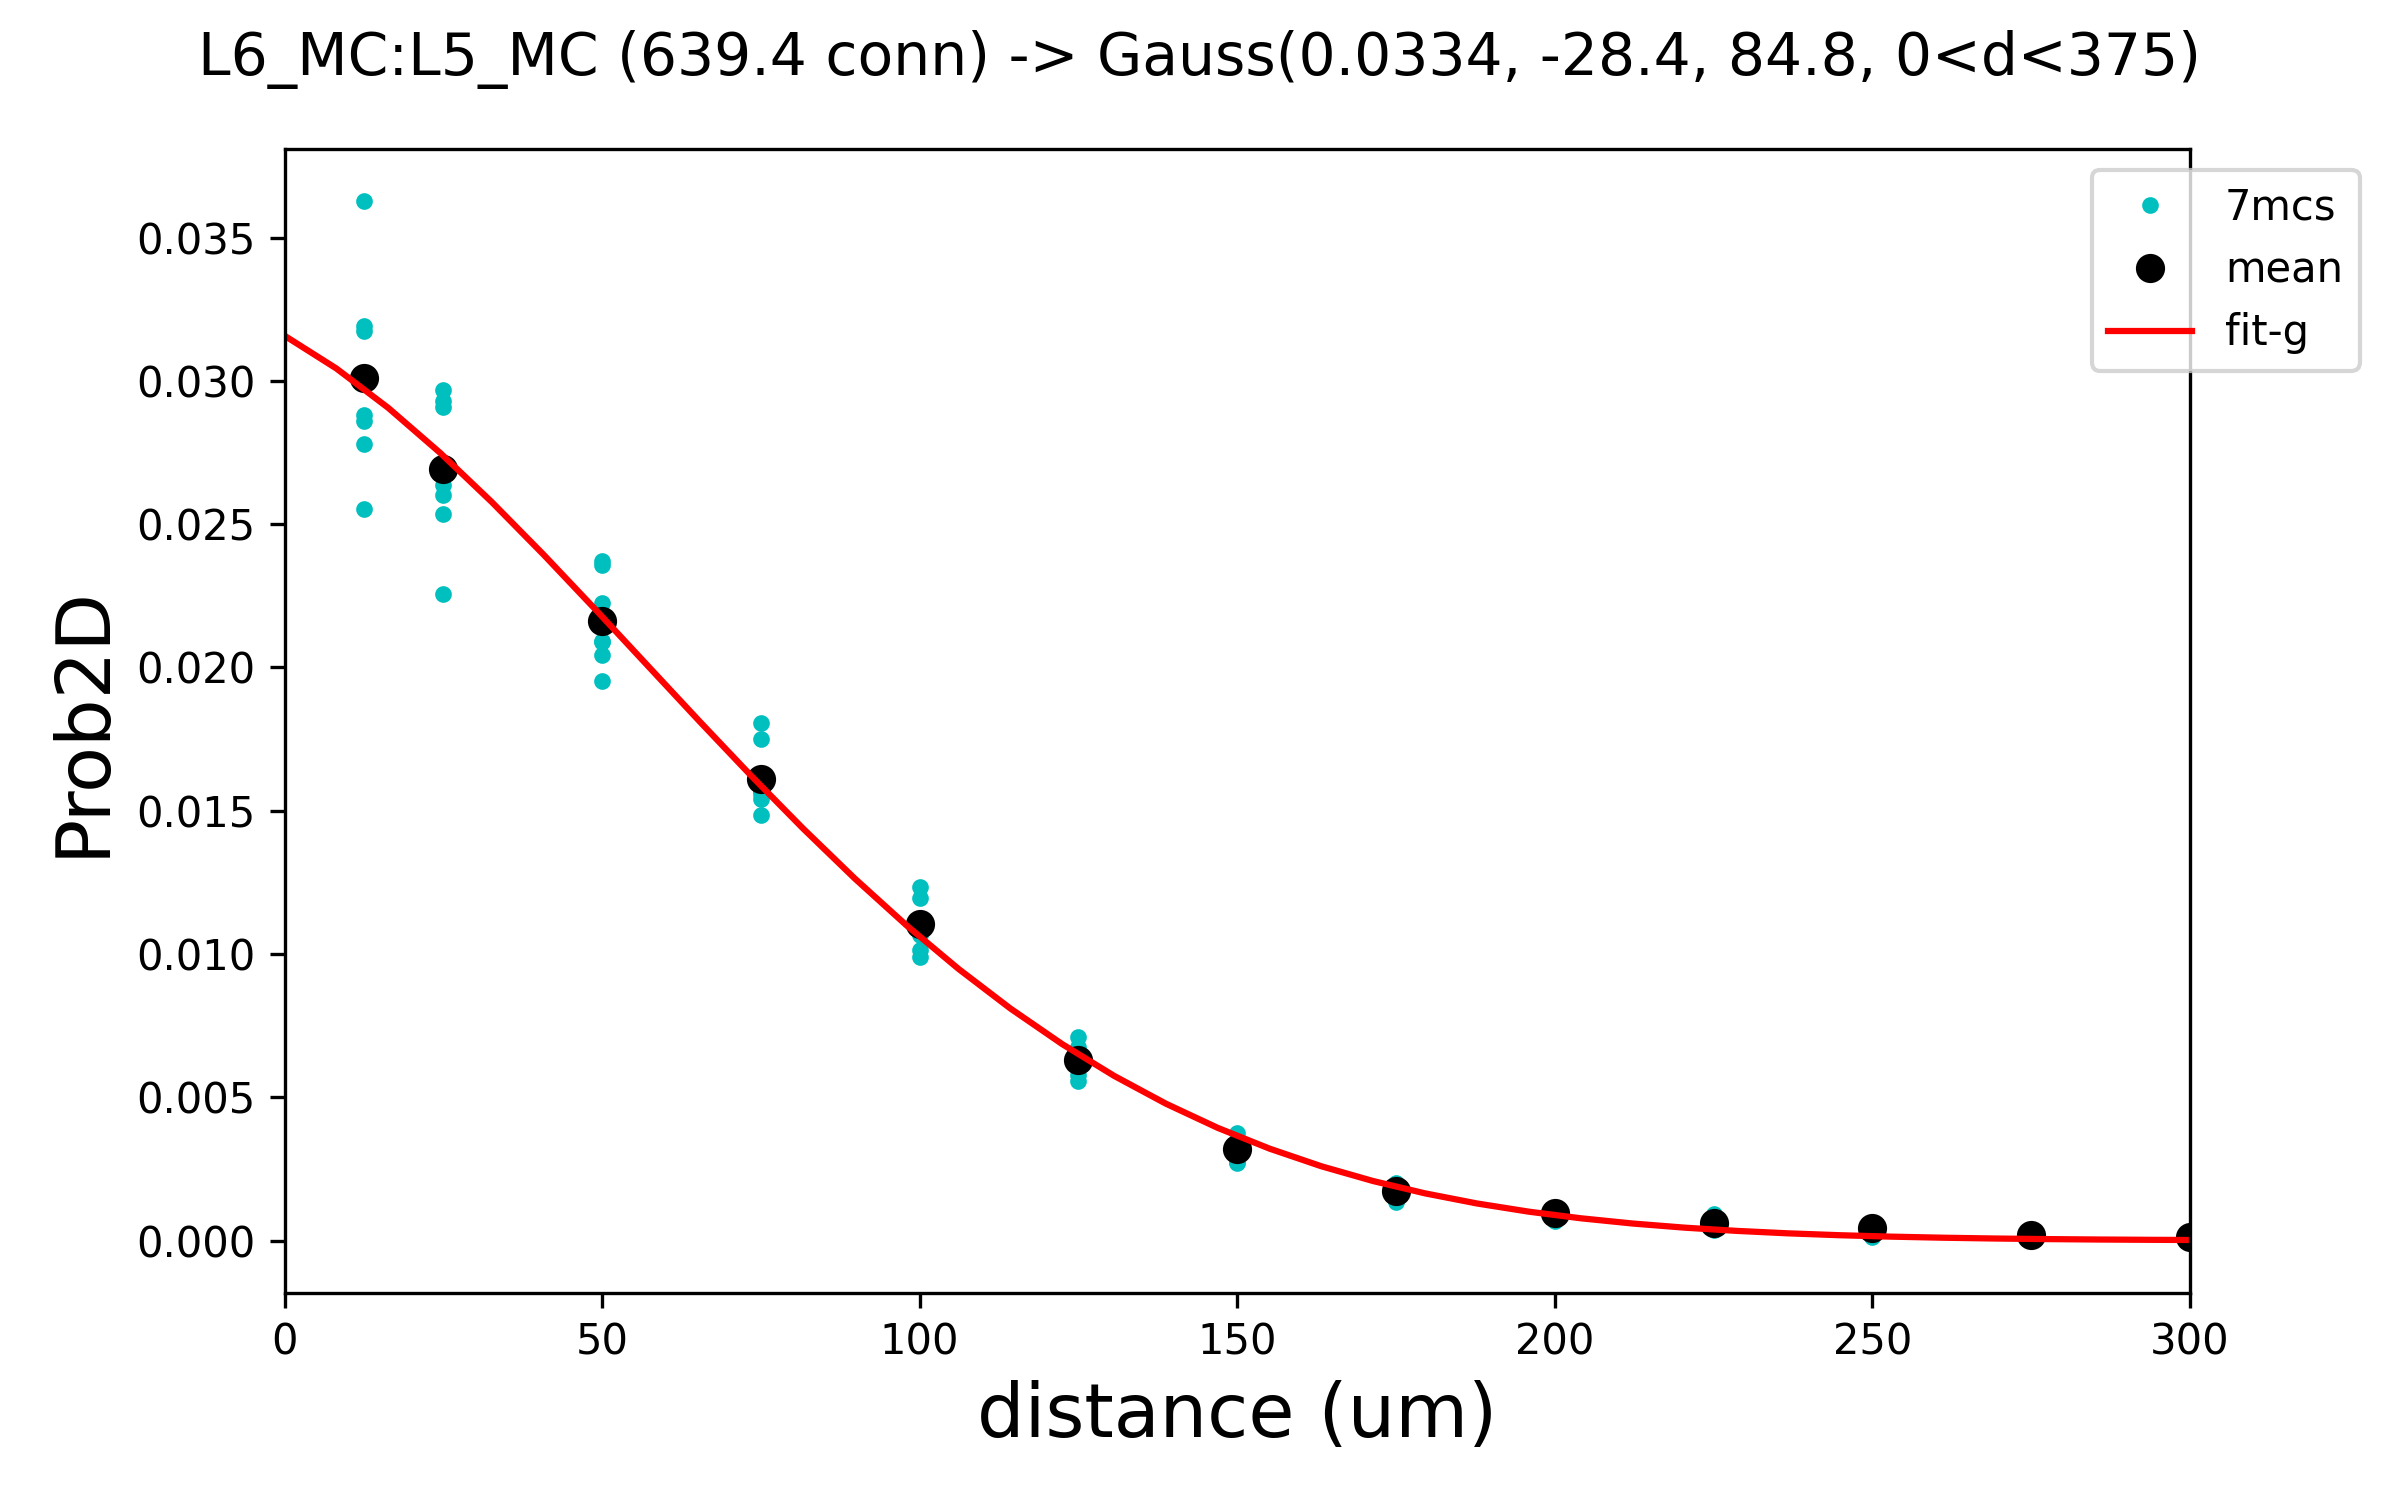 L6_MC:L5_MC (639.4 conn) -> Gauss(0.0334, -28.4, 84.8, 0<d<375)
7mcs
mean
fit-g
Prob2D
0.035
0.030
0.025
0.020
0.015
0.010
0.005
0.000
0 50 100 150 200 250 300
distance (um)